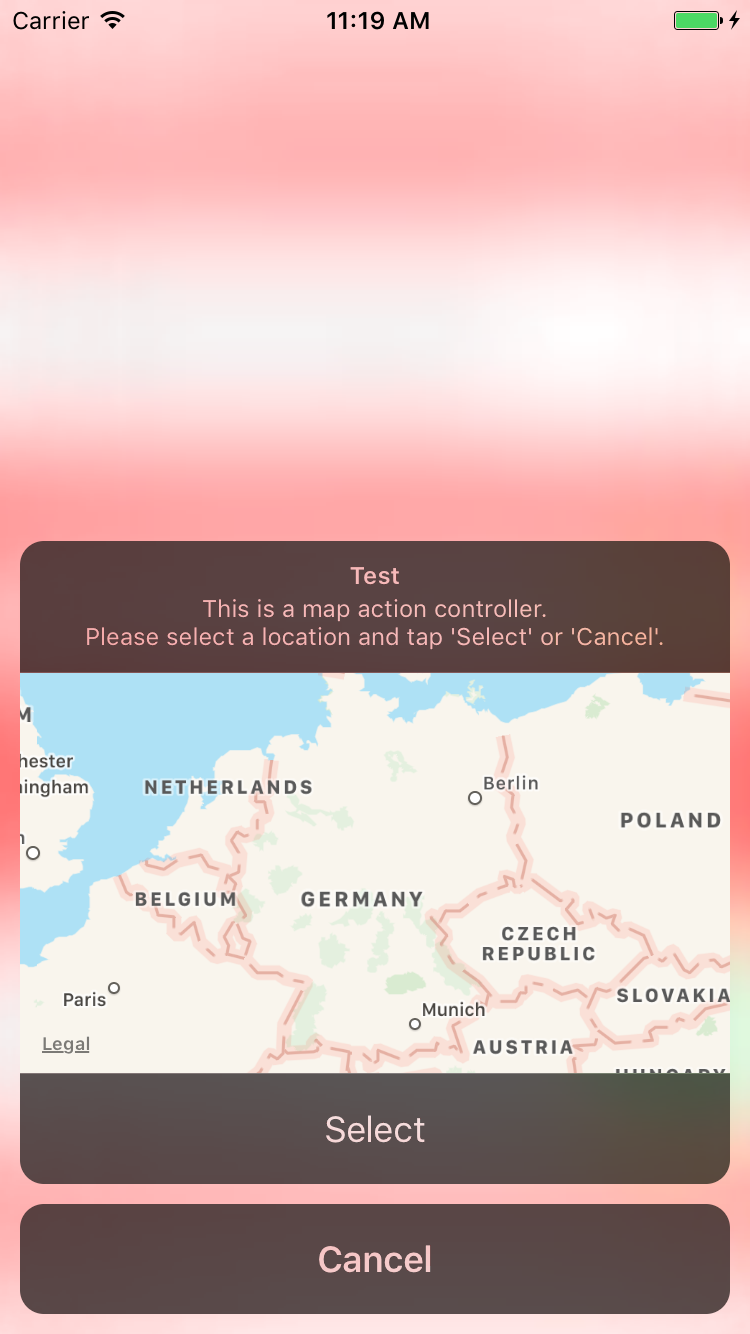 Carrier 11:19 AM
Test
This is a map action controller.
Please select a location and tap 'Select' or 'Cancel'.
M
hester
ingham
NETHERLANDS
Berlin
POLAND
BELGIUM
GERMANY
CZECH
REPUBLIC
Paris
Munich
SLOVAKIA
Legal
AUSTRIA
Select
Cancel